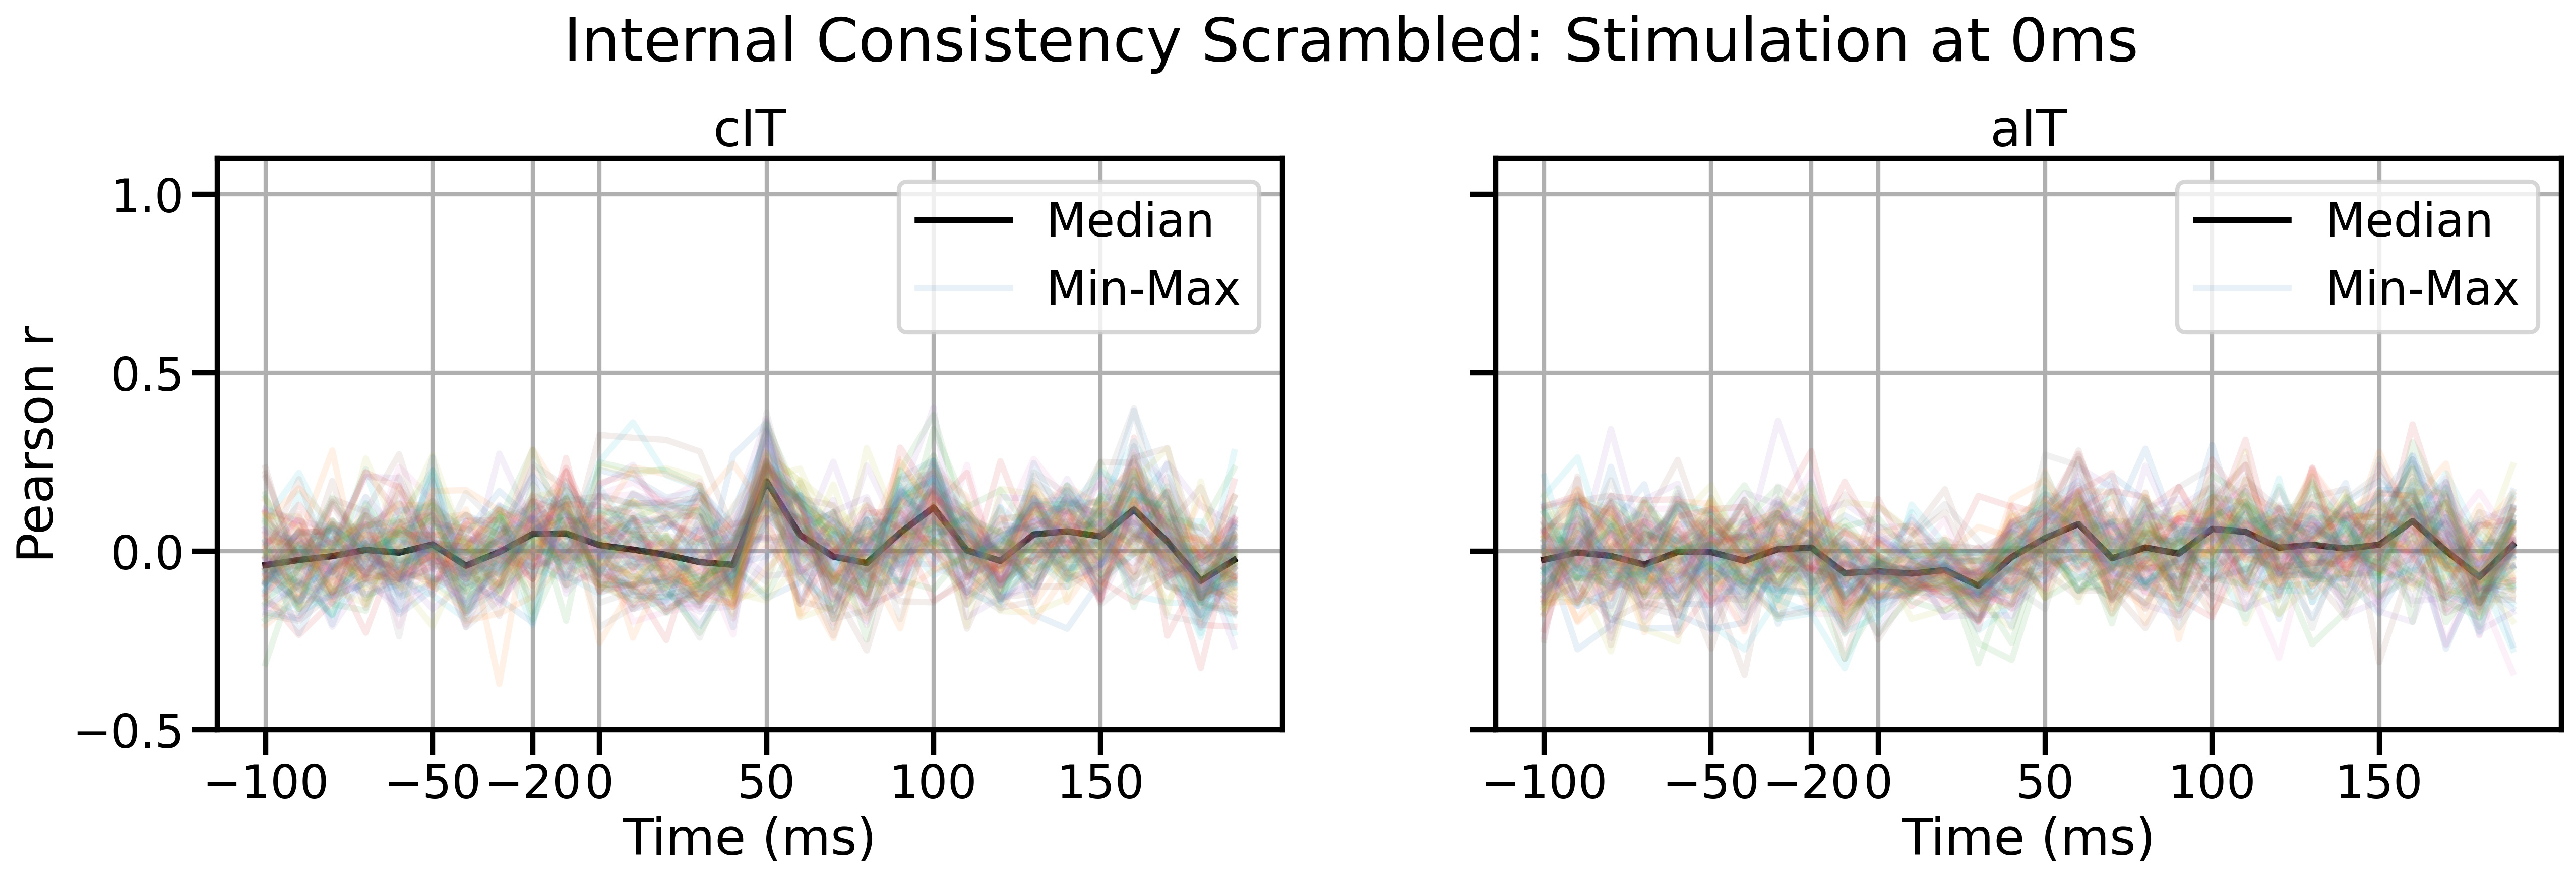 Internal Consistency Scrambled: Stimulation at 0ms
cIT
1.0
0.5
0.0
−0.5
Pearson r
Median
Min-Max
−100 −50 −20 0 50 100 150
Time (ms)
aIT
Median
Min-Max
−100 −50 −20 0 50 100 150
Time (ms)